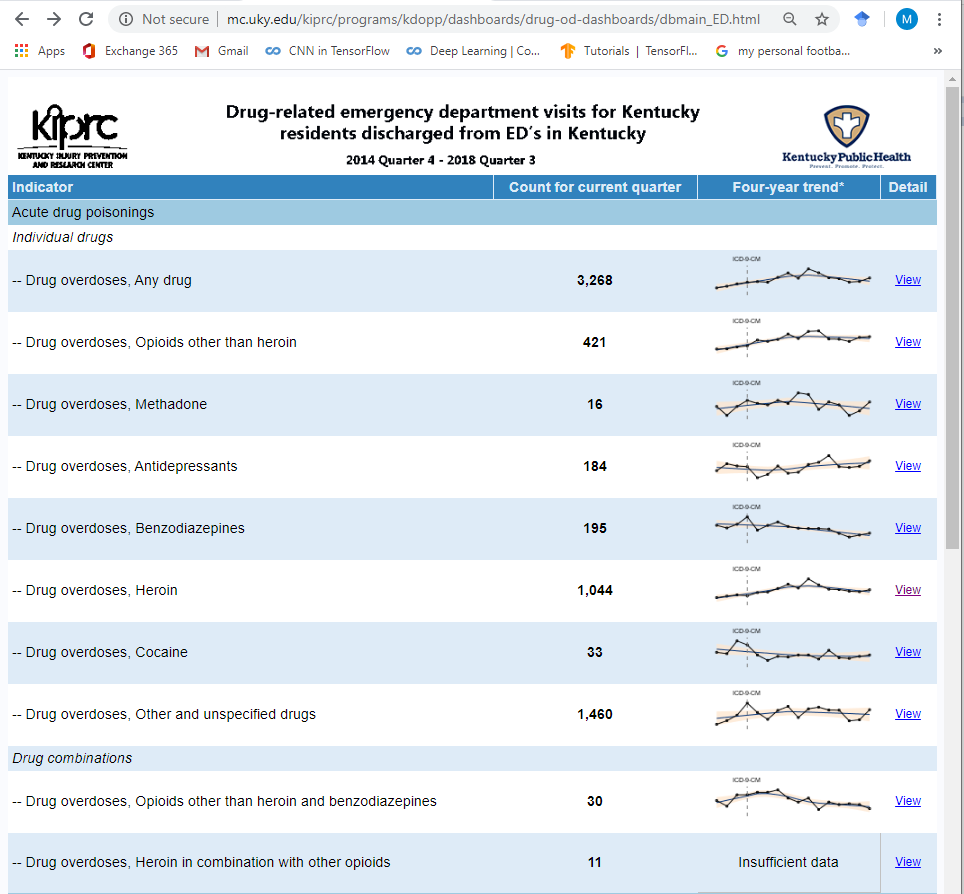 Not secure | mc.uky.edu/kiprc/programs/kdopp/dashboards/drug-od-dashboards/dbmain_ED.html
M
Apps Exchange 365 Gmail CNN in TensorFlow Deep Learning | Co... Tutorials | TensorFl... G my personal footba... »
kiprc
KENTUCKY INJURY PREVENTION
AND RESEARCH CENTER
Drug-related emergency department visits for Kentucky
residents discharged from ED's in Kentucky
2014 Quarter 4 - 2018 Quarter 3
KentuckyPublicHealth
Prevent. Promote. Protect.
Indicator Count for current quarter Four-year trend* Detail
Acute drug poisonings
Individual drugs
ICD-9-CM
-- Drug overdoses, Any drug 3,268 View
ICD-9-CM
-- Drug overdoses, Opioids other than heroin 421 View
ICD-9-CM
-- Drug overdoses, Methadone 16 View
ICD-9-CM
-- Drug overdoses, Antidepressants 184 View
ICD-9-CM
-- Drug overdoses, Benzodiazepines 195 View
ICD-9-CM
-- Drug overdoses, Heroin 1,044 View
ICD-9-CM
-- Drug overdoses, Cocaine 33 View
ICD-9-CM
-- Drug overdoses, Other and unspecified drugs 1,460 View
Drug combinations
ICD-9-CM
-- Drug overdoses, Opioids other than heroin and benzodiazepines 30 View
-- Drug overdoses, Heroin in combination with other opioids 11 Insufficient data View